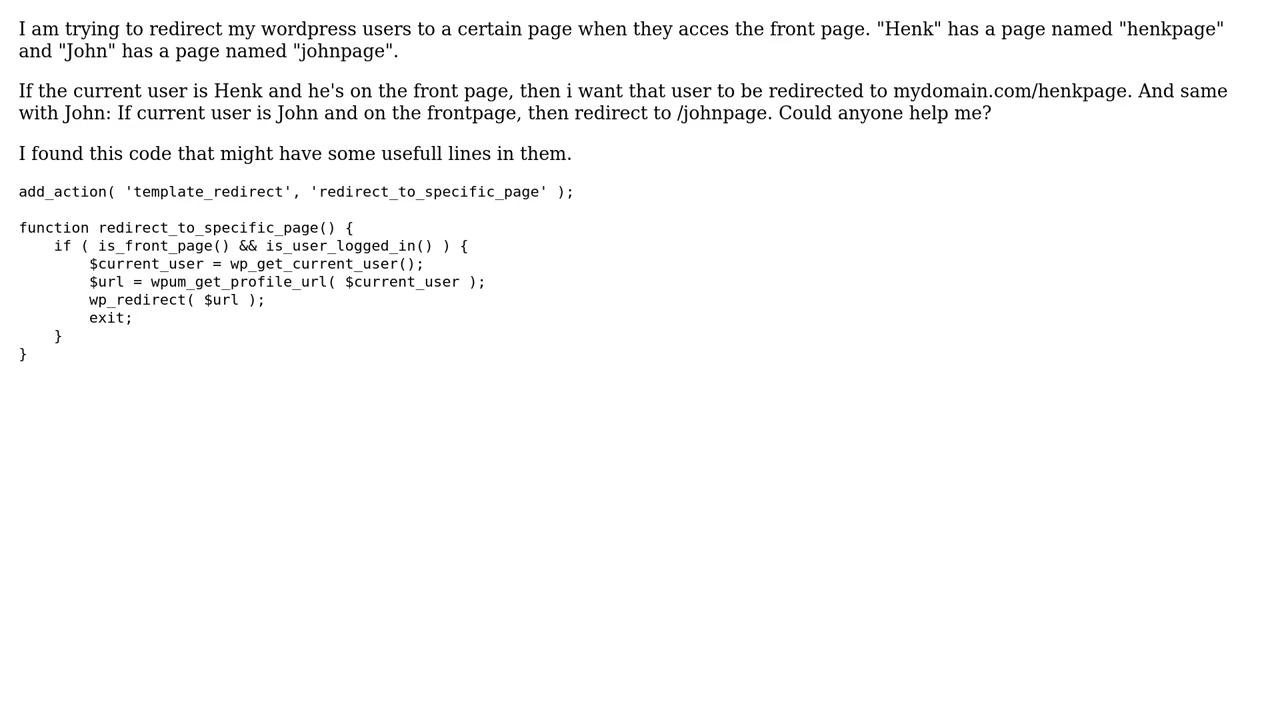 I am trying to redirect my wordpress users to a certain page when they acces the front page. "Henk" has a page named "henkpage"
and "John" has a page named "johnpage".
If the current user is Henk and he's on the front page, then i want that user to be redirected to mydomain.com/henkpage. And same
with John: If current user is John and on the frontpage, then redirect to /johnpage. Could anyone help me?
I found this code that might have some usefull lines in them.
add_action( 'template_redirect', 'redirect_to_specific_page' );
function redirect_to_specific_page() {
    if ( is_front_page() && is_user_logged_in() ) {
        $current_user = wp_get_current_user();
        $url = wpum_get_profile_url( $current_user );
        wp_redirect( $url );
        exit;
    }
}